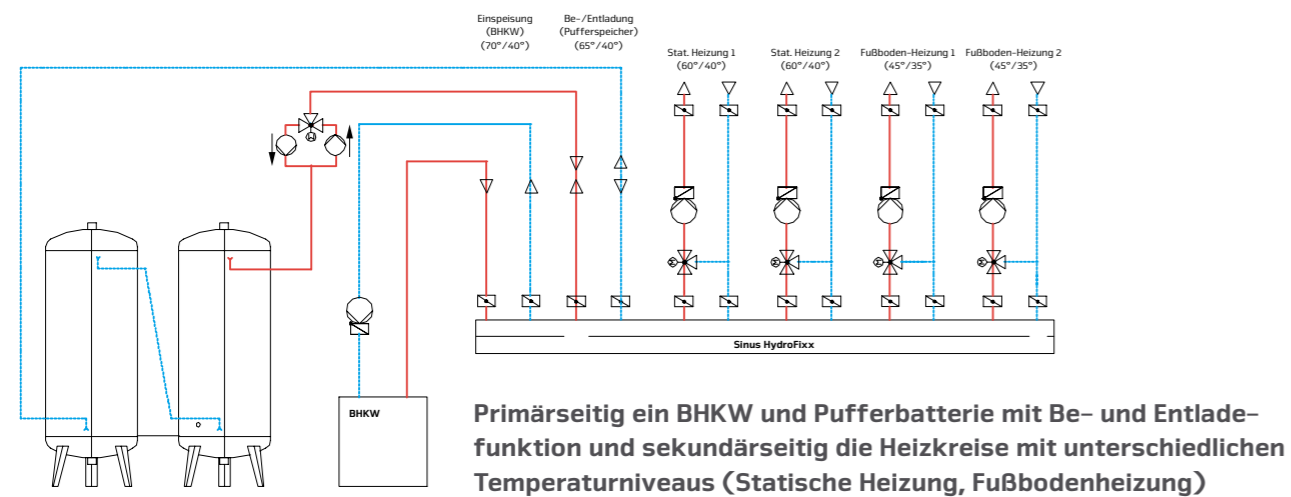 Einspeisung
(BHKW)
(70°/40°)
Be-/Entladung
(Pufferspeicher)
(65°/40°)
Stat. Heizung 1
(60°/40°)
Stat. Heizung 2
(60°/40°)
Fußboden-Heizung 1
(45°/35°)
Fußboden-Heizung 2
(45°/35°)
M
M
M
M
M
Sinus HydroFixx
BHKW
Primärseitig ein BHKW und Pufferbatterie mit Be- und Entlade-
funktion und sekundärseitig die Heizkreise mit unterschiedlichen
Temperaturniveaus (Statische Heizung, Fußbodenheizung)